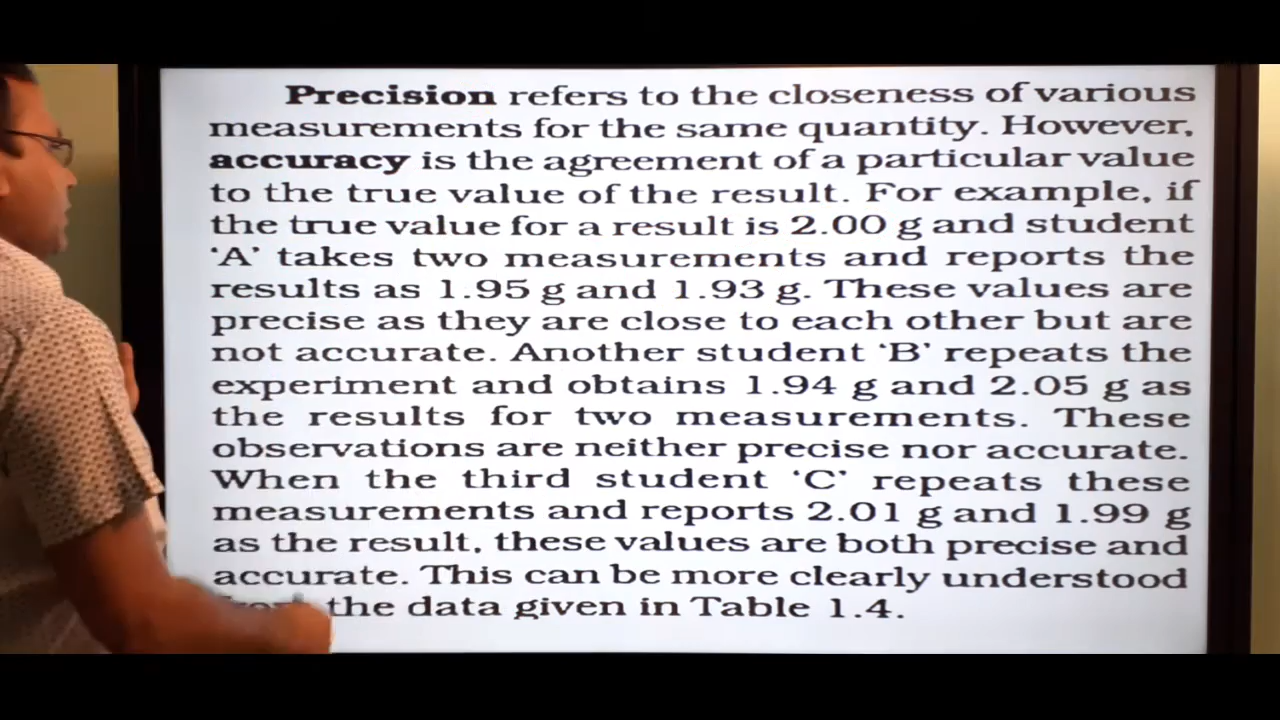 Precision refers to the closeness of various
measurements for the same quantity. However,
accuracy is the agreement of a particular value
to the true value of the result. For example, if
the true value for a result is 2.00 g and student
‘A’ takes two measurements and reports the
results as 1.95 g and 1.93 g. These values are
precise as they are close to each other but are
not accurate. Another student ‘B’ repeats the
experiment and obtains 1.94 g and 2.05 g as
the results for two measurements. These
observations are neither precise nor accurate.
When the third student ‘C’ repeats these
measurements and reports 2.01 g and 1.99 g
as the result, these values are both precise and
accurate. This can be more clearly understood
from the data given in Table 1.4.